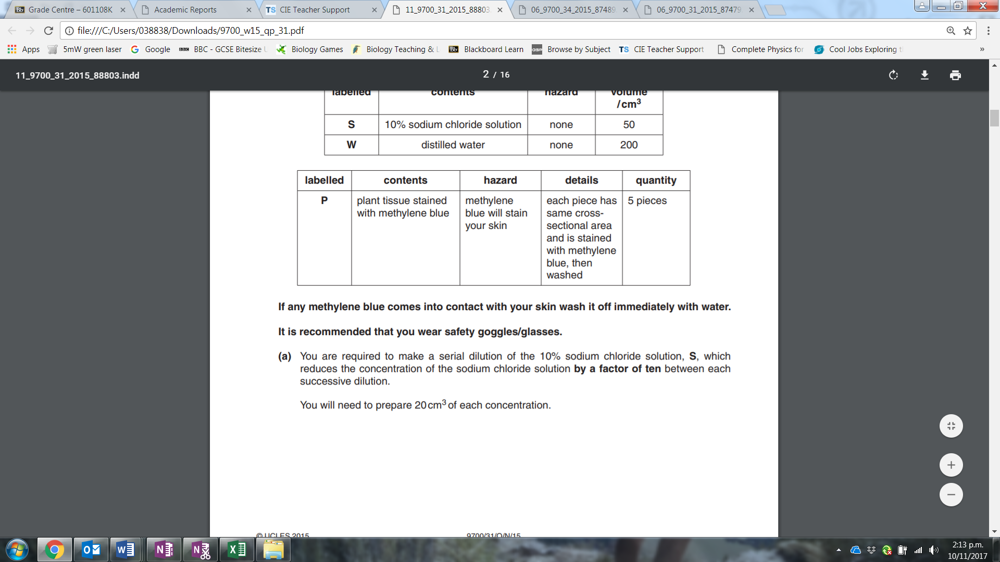 Grade Centre – 601108K
Academic Reports
TS CIE Teacher Support
11_9700_31_2015_88803
06_9700_34_2015_87489
06_9700_31_2015_87479
file:///C:/Users/038838/Downloads/9700_w15_qp_31.pdf
Apps
5mW green laser
Google
BBC - GCSE Bitesize
Biology Games
Biology Teaching &
Blackboard Learn
Browse by Subject
TS CIE Teacher Support
Complete Physics for
Cool Jobs Exploring
11_9700_31_2015_88803.indd
2 / 16
labelled contents hazard volume
/cm³
S 10% sodium chloride solution none 50
W distilled water none 200
labelled contents hazard details quantity
P plant tissue stained methylene each piece has 5 pieces
with methylene blue blue will stain same cross-
your skin sectional area
and is stained
with methylene
blue, then
washed
If any methylene blue comes into contact with your skin wash it off immediately with water.
It is recommended that you wear safety goggles/glasses.
(a) You are required to make a serial dilution of the 10% sodium chloride solution, S, which
reduces the concentration of the sodium chloride solution by a factor of ten between each
successive dilution.
You will need to prepare 20 cm³ of each concentration.
© UCLES 2015 9700/31/O/N/15
2:13 p.m.
10/11/2017